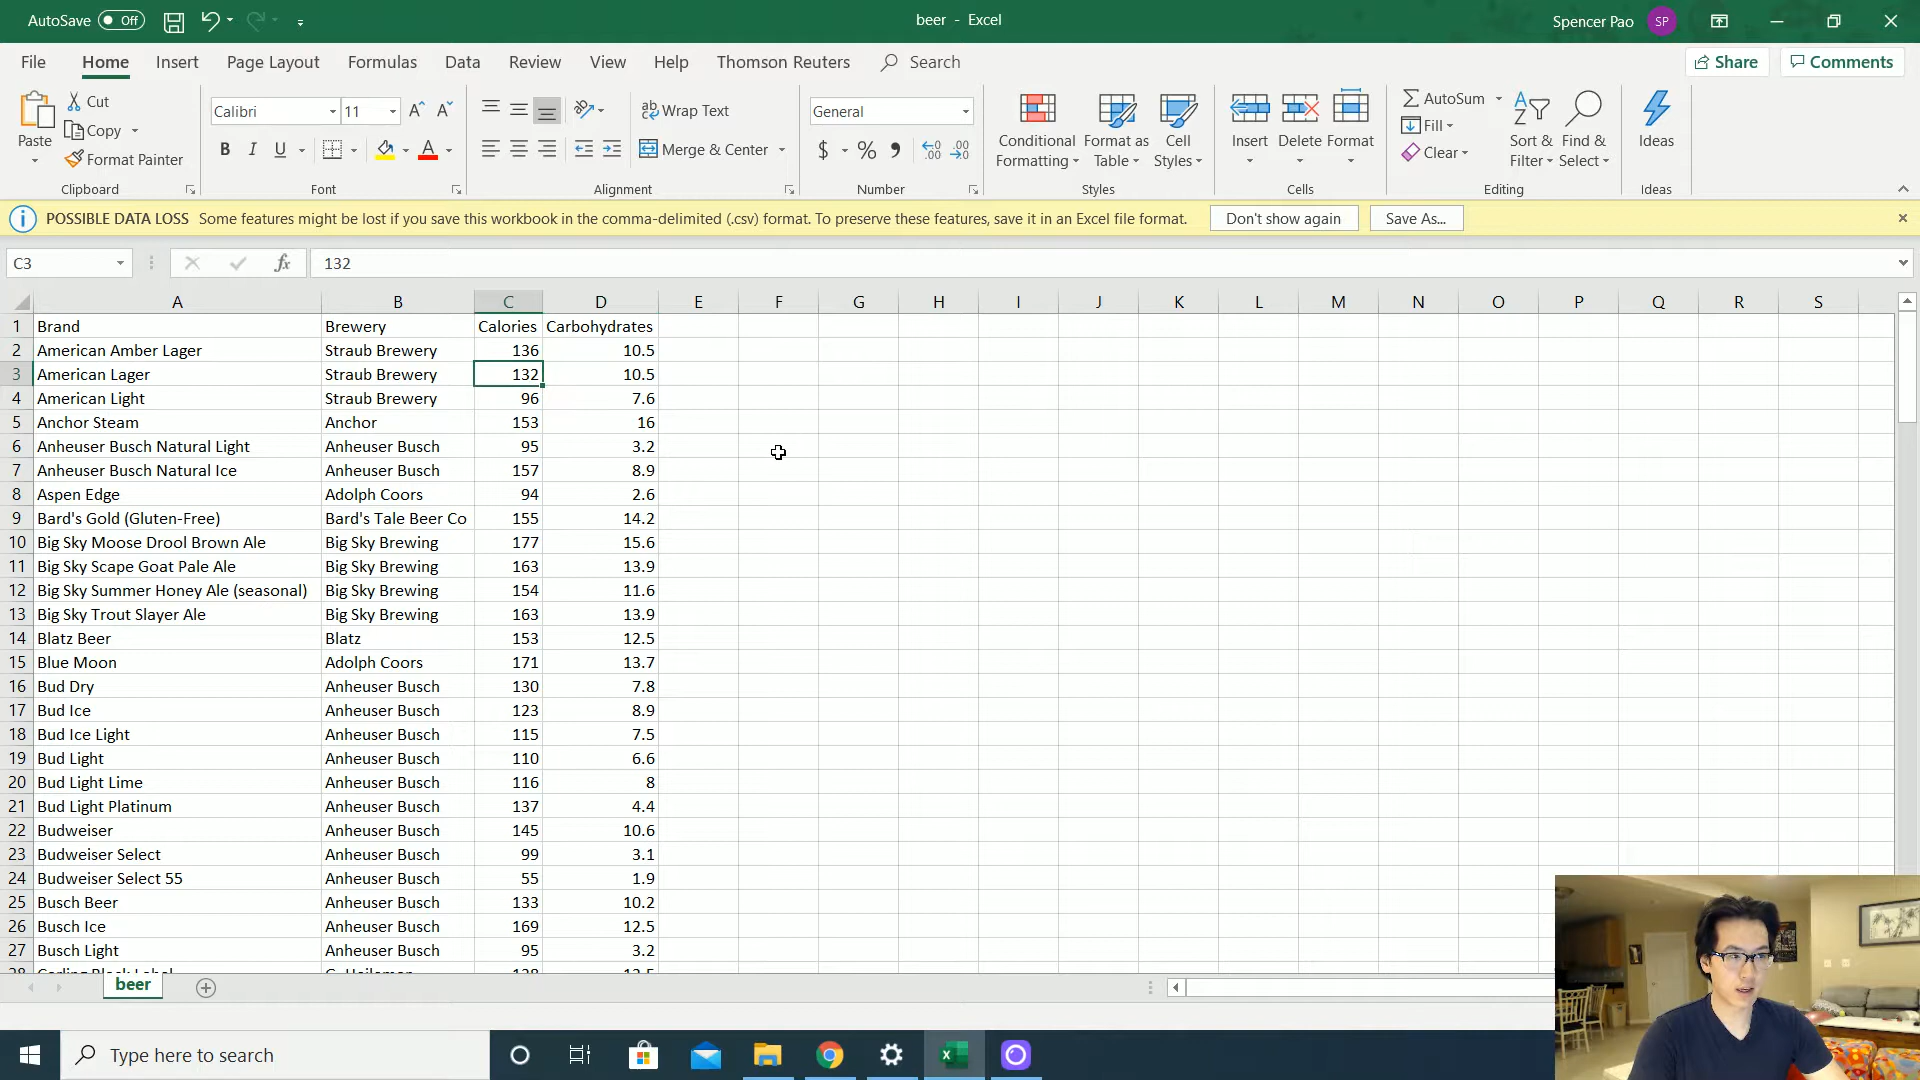 AutoSave Off
beer - Excel
Spencer Pao SP
File Home Insert Page Layout Formulas Data Review View Help Thomson Reuters Search
Share Comments
Paste
Cut
Copy
Format Painter
Clipboard
Calibri 11
B I U
Font
Wrap Text
Merge & Center
Alignment
General
$ % 9
Number
Conditional Formatting
Format as Table
Cell Styles
Styles
Insert Delete Format
Cells
AutoSum
Fill
Clear
Sort & Filter
Find & Select
Editing
Ideas
Ideas
POSSIBLE DATA LOSS Some features might be lost if you save this workbook in the comma-delimited (.csv) format. To preserve these features, save it in an Excel file format. Don't show again Save As...
C3 fx 132
A B C D E F G H I J K L M N O P Q R S
1 Brand Brewery Calories Carbohydrates
2 American Amber Lager Straub Brewery 136 10.5
3 American Lager Straub Brewery 132 10.5
4 American Light Straub Brewery 96 7.6
5 Anchor Steam Anchor 153 16
6 Anheuser Busch Natural Light Anheuser Busch 95 3.2
7 Anheuser Busch Natural Ice Anheuser Busch 157 8.9
8 Aspen Edge Adolph Coors 94 2.6
9 Bard's Gold (Gluten-Free) Bard's Tale Beer Co 155 14.2
10 Big Sky Moose Drool Brown Ale Big Sky Brewing 177 15.6
11 Big Sky Scape Goat Pale Ale Big Sky Brewing 163 13.9
12 Big Sky Summer Honey Ale (seasonal) Big Sky Brewing 154 11.6
13 Big Sky Trout Slayer Ale Big Sky Brewing 163 13.9
14 Blatz Beer Blatz 153 12.5
15 Blue Moon Adolph Coors 171 13.7
16 Bud Dry Anheuser Busch 130 7.8
17 Bud Ice Anheuser Busch 123 8.9
18 Bud Ice Light Anheuser Busch 115 7.5
19 Bud Light Anheuser Busch 110 6.6
20 Bud Light Lime Anheuser Busch 116 8
21 Bud Light Platinum Anheuser Busch 137 4.4
22 Budweiser Anheuser Busch 145 10.6
23 Budweiser Select Anheuser Busch 99 3.1
24 Budweiser Select 55 Anheuser Busch 55 1.9
25 Busch Beer Anheuser Busch 133 10.2
26 Busch Ice Anheuser Busch 169 12.5
27 Busch Light Anheuser Busch 95 3.2
beer
Type here to search